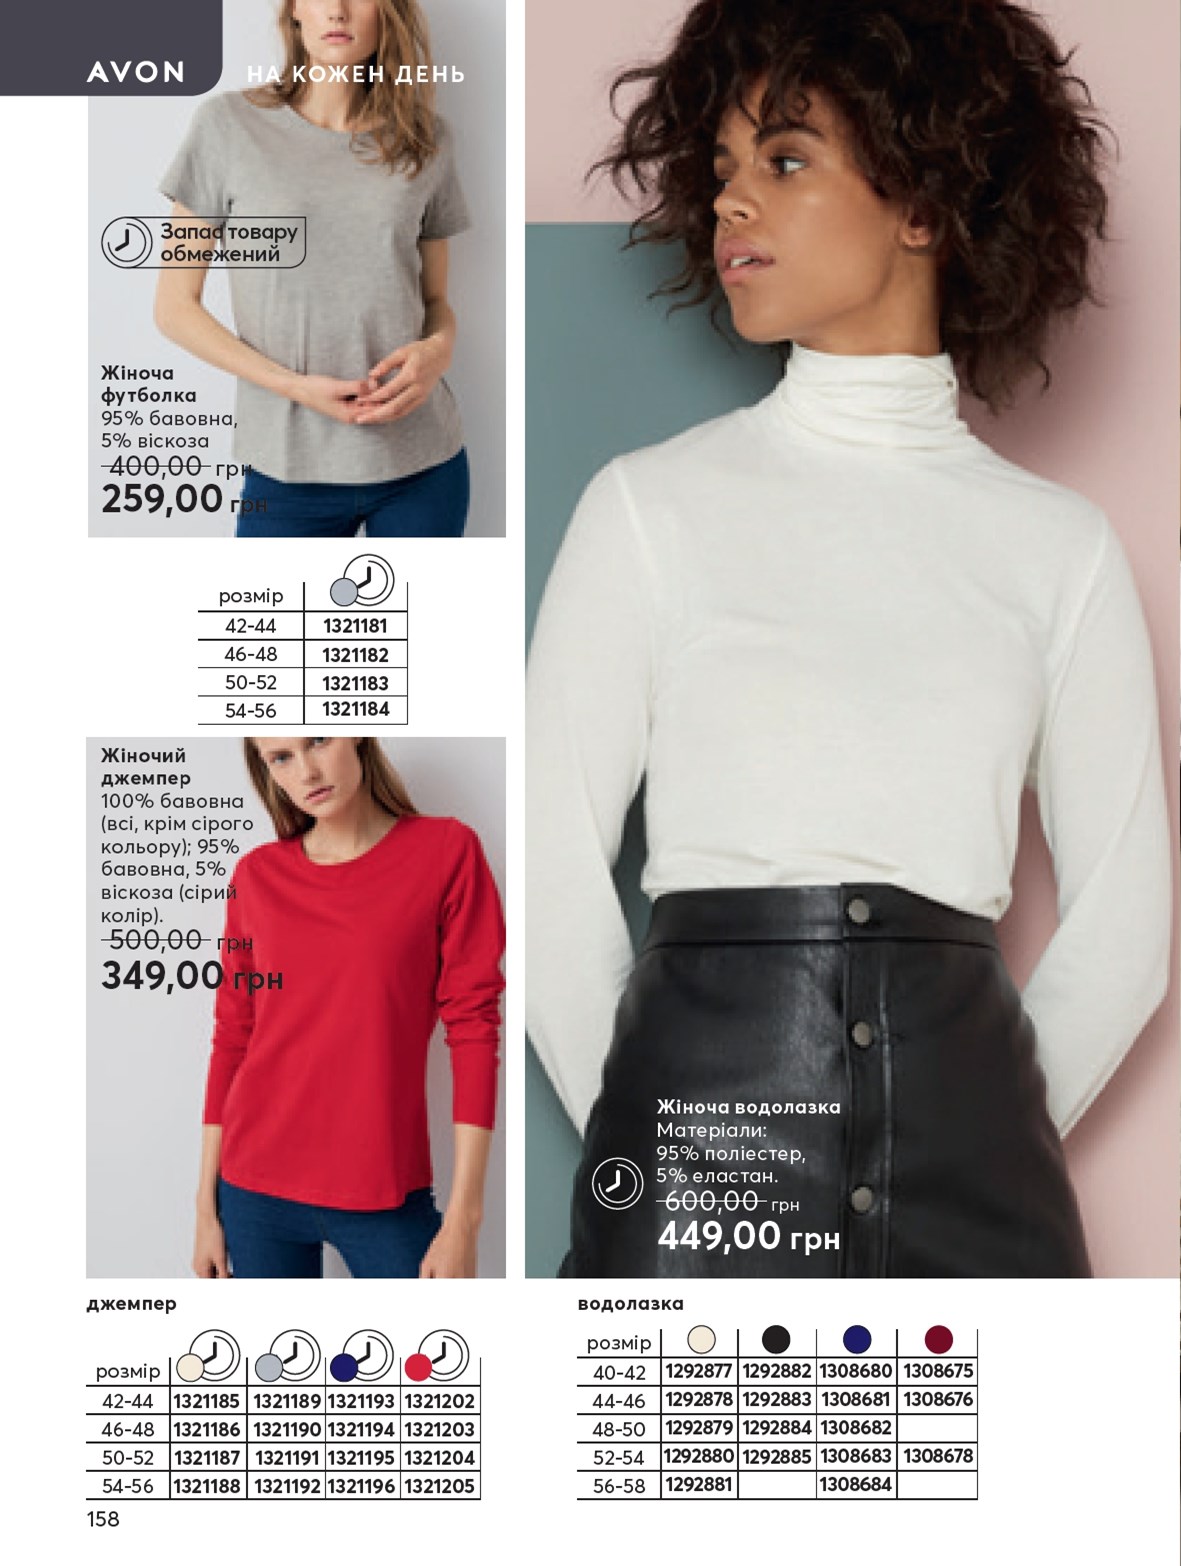 AVON
НА КОЖЕН ДЕНЬ
Запас товару
обмежений
Жіноча
футболка
95% бавовна,
5% віскоза
400,00 грн
259,00 грн
розмір
42-44 1321181
46-48 1321182
50-52 1321183
54-56 1321184
Жіночий
джемпер
100% бавовна
(всі, крім сірого
кольору); 95%
бавовна, 5%
віскоза (сірий
колір).
500,00 грн
349,00 грн
Жіноча водолазка
Матеріали:
95% поліестер,
5% еластан.
600,00 грн
449,00 грн
джемпер
розмір
42-44 1321185 1321189 1321193 1321202
46-48 1321186 1321190 1321194 1321203
50-52 1321187 1321191 1321195 1321204
54-56 1321188 1321192 1321196 1321205
водолазка
розмір
40-42 1292877 1292882 1308680 1308675
44-46 1292878 1292883 1308681 1308676
48-50 1292879 1292884 1308682
52-54 1292880 1292885 1308683 1308678
56-58 1292881 1308684
158